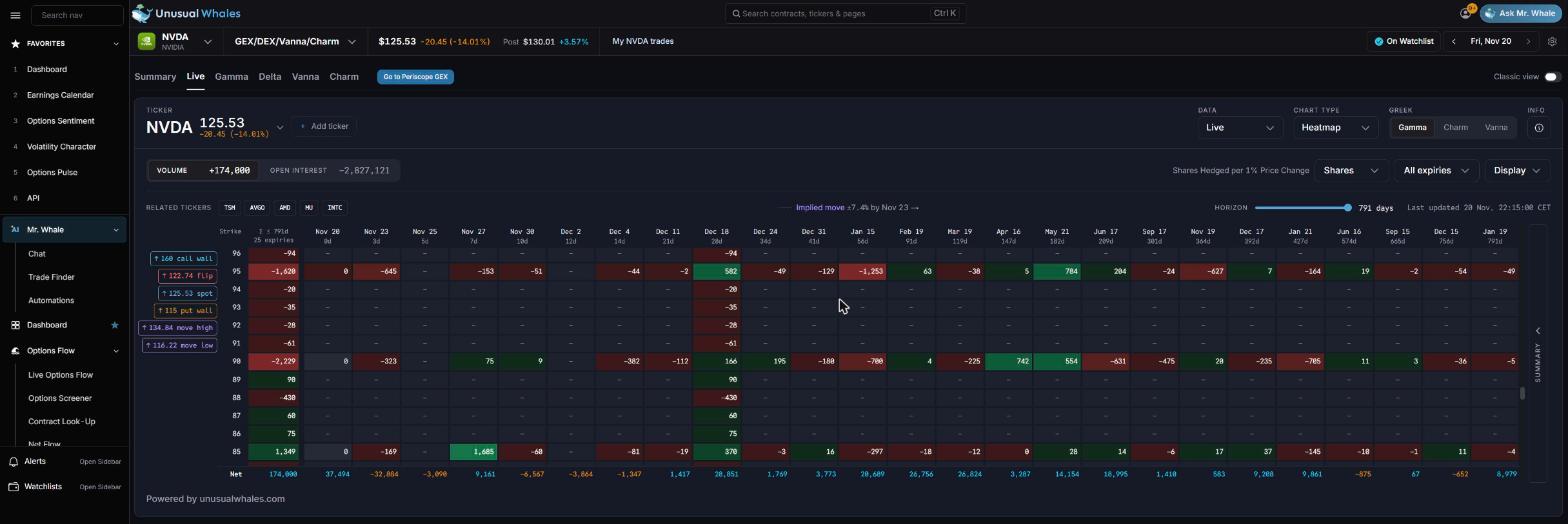 Search nav
Unusual Whales
Search contracts, tickers & pages
Ctrl K
9+
Ask Mr. Whale
FAVORITES
1 Dashboard
2 Earnings Calendar
3 Options Sentiment
4 Volatility Character
5 Options Pulse
6 API
Mr. Whale
Chat
Trade Finder
Automations
Dashboard
Options Flow
Live Options Flow
Options Screener
Contract Look-Up
Net Flow
Alerts Open Sidebar
Watchlists Open Sidebar
NVDA
NVIDIA
GEX/DEX/Vanna/Charm
$125.53 -20.45 (-14.01%) Post $130.01 +3.57%
My NVDA trades
On Watchlist
Fri, Nov 20
Summary Live Gamma Delta Vanna Charm Go to Periscope GEX
Classic view
TICKER
NVDA 125.53
-20.45 (-14.01%)
+ Add ticker
DATA CHART TYPE GREEK INFO
Live Heatmap Gamma Charm Vanna
VOLUME +174,000 OPEN INTEREST -2,827,121
Shares Hedged per 1% Price Change Shares All expiries Display
RELATED TICKERS TSM AVGO AMD MU INTC
Implied move ±7.4% by Nov 23 →
HORIZON 791 days Last updated 20 Nov, 22:15:00 CET
Strike Σ ≤ 791d Nov 20 Nov 23 Nov 25 Nov 27 Nov 30 Dec 2 Dec 4 Dec 11 Dec 18 Dec 24 Dec 31 Jan 15 Feb 19 Mar 19 Apr 16 May 21 Jun 17 Sep 17 Nov 19 Dec 17 Jan 21 Jun 16 Sep 15 Dec 15 Jan 19
25 expiries 0d 3d 5d 7d 10d 12d 14d 21d 28d 34d 41d 56d 91d 119d 147d 182d 209d 301d 364d 392d 427d 574d 665d 756d 791d
↑ 160 call wall
↑ 122.74 flip
↑ 125.53 spot
↑ 115 put wall
↑ 134.84 move high
↑ 116.22 move low
96 -94 – – – – – – – – -94 – – – – – – – – – – – – – – – –
95 -1,620 0 -645 – -153 -51 – -44 -2 582 -49 -129 -1,253 63 -38 5 784 204 -24 -627 7 -164 19 -2 -54 -49
94 -20 – – – – – – – – -20 – – – – – – – – – – – – – – – –
93 -35 – – – – – – – – -35 – – – – – – – – – – – – – – – –
92 -28 – – – – – – – – -28 – – – – – – – – – – – – – – – –
91 -61 – – – – – – – – -61 – – – – – – – – – – – – – – – –
90 -2,229 0 -323 – 75 9 – -382 -112 166 195 -180 -700 4 -225 742 554 -631 -475 20 -235 -705 11 3 -36 -5
89 90 – – – – – – – – 90 – – – – – – – – – – – – – – – –
88 -430 – – – – – – – – -430 – – – – – – – – – – – – – – – –
87 60 – – – – – – – – 60 – – – – – – – – – – – – – – – –
86 75 – – – – – – – – 75 – – – – – – – – – – – – – – – –
85 1,349 0 -169 – 1,685 -60 – -81 -19 370 -3 16 -297 -18 -12 0 28 14 -6 17 37 -145 -10 -1 11 -4
Net 174,000 37,494 -32,884 -3,090 9,161 -6,567 -3,864 -1,347 1,417 20,851 1,769 3,773 20,609 26,756 26,824 3,287 14,154 18,995 1,410 583 9,208 9,861 -875 67 -652 8,979
SUMMARY
Powered by unusualwhales.com